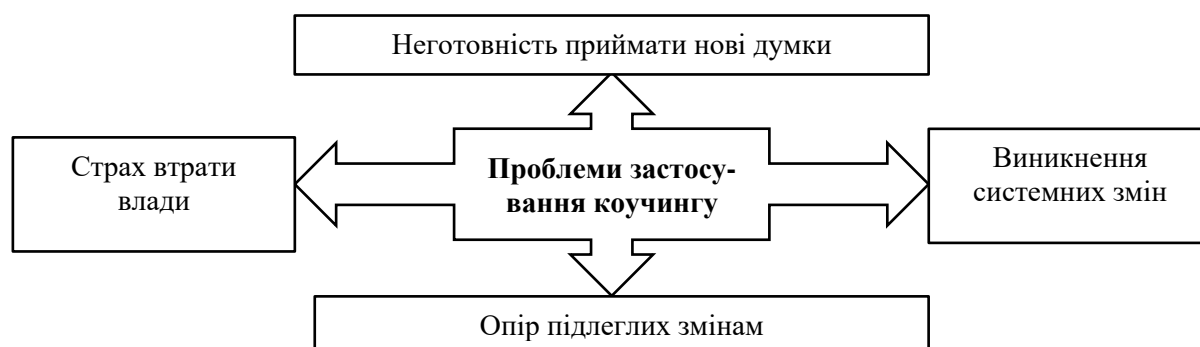 Неготовність приймати нові думки
Страх втрати
влади
Проблеми застосу-
вання коучингу
Виникнення
системних змін
Опір підлеглих змінам